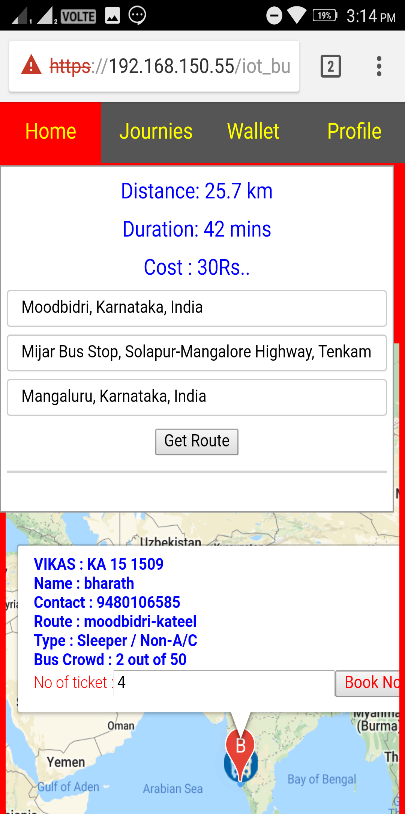 VOLTE 19% 3:14 PM
https://192.168.150.55/iot_bu
2
Home Journies Wallet Profile
Distance: 25.7 km
Duration: 42 mins
Cost : 30Rs..
Moodbidri, Karnataka, India
Mijar Bus Stop, Solapur-Mangalore Highway, Tenkam
Mangaluru, Karnataka, India
Get Route
Uzbekistan
VIKAS : KA 15 1509
Name : bharath
Contact : 9480106585
Route : moodbidri-kateel
Type : Sleeper / Non-A/C
Bus Crowd : 2 out of 50
No of ticket : 4 Book No
Oman
Myanma
(Burma)
Yemen
Th
B
Gulf of Aden
Arabian Sea
Bay of Bengal